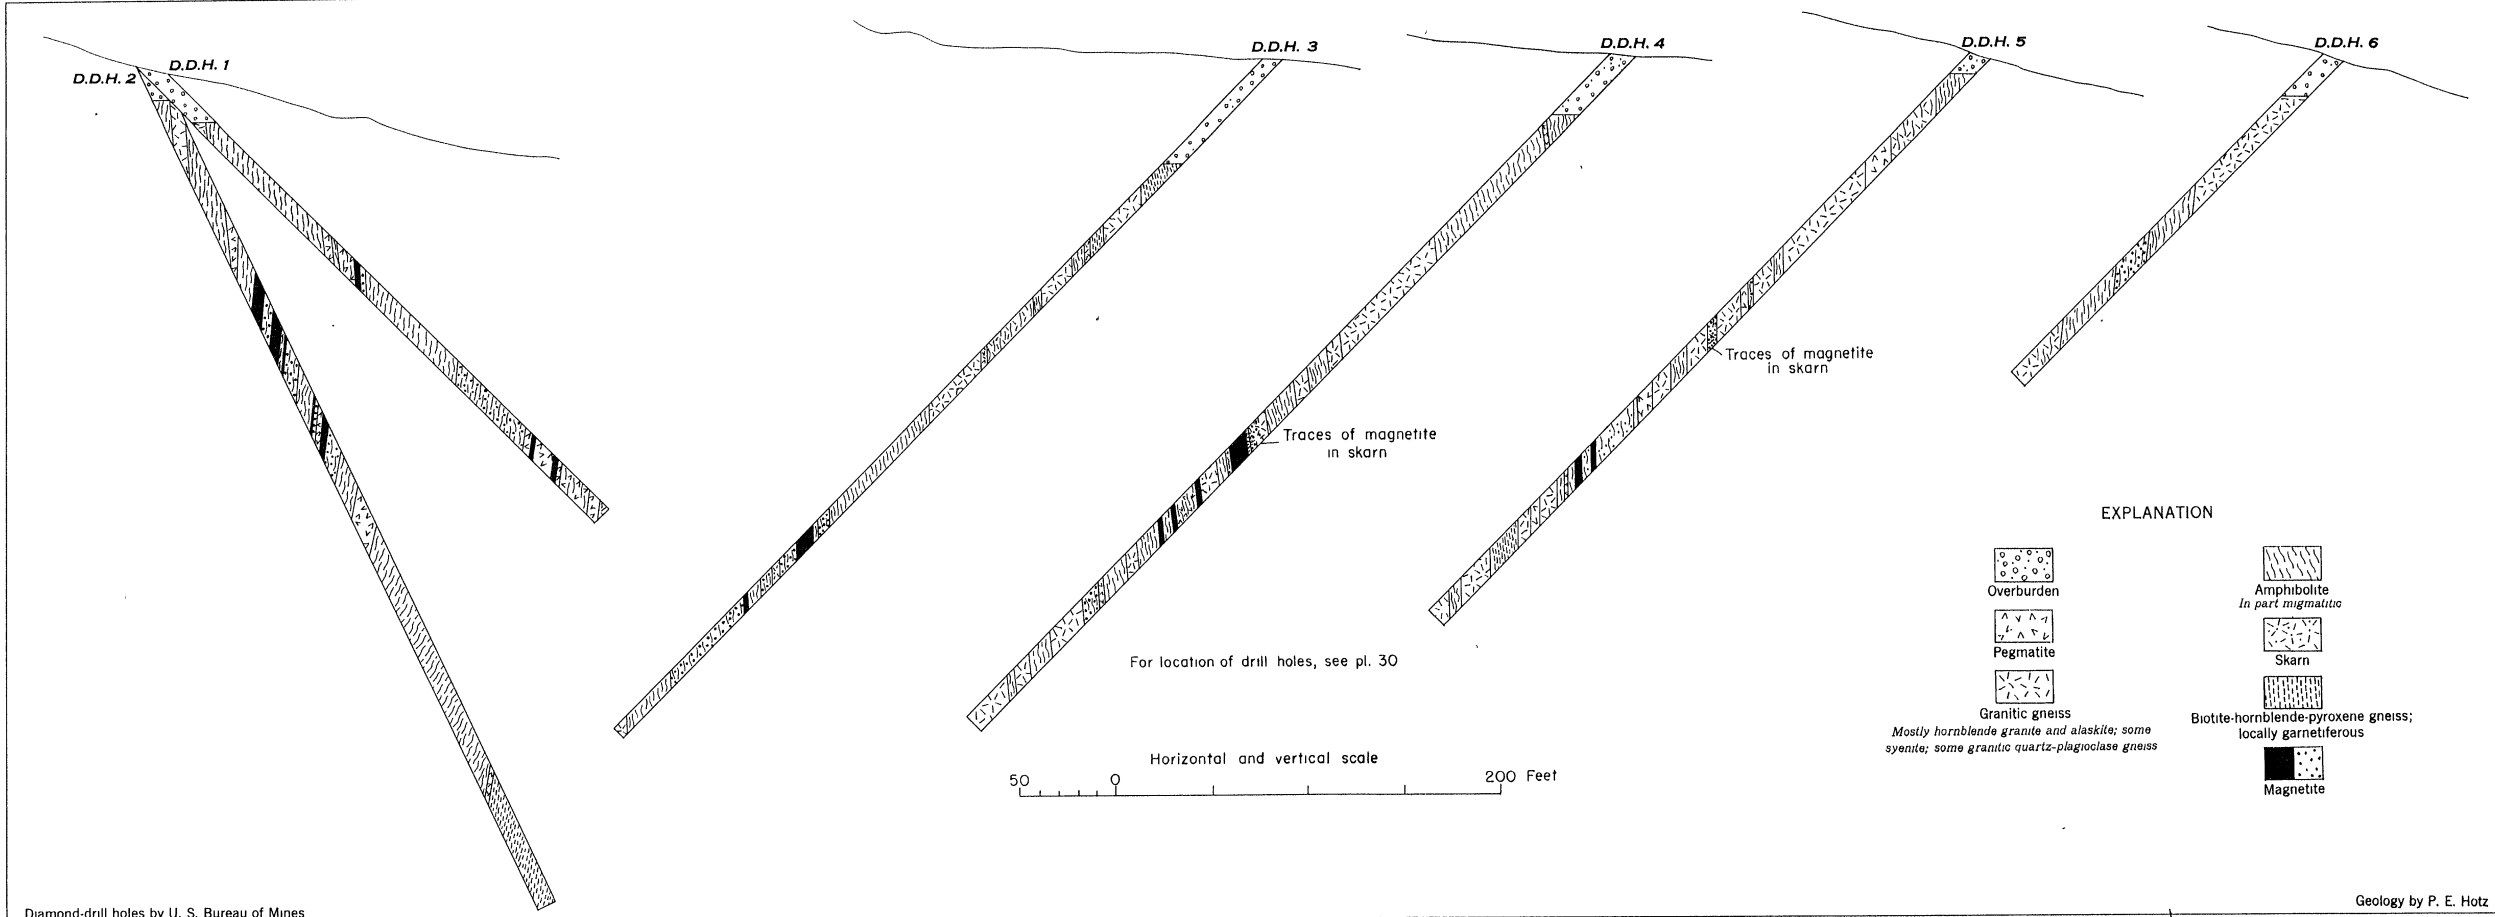 D.D.H. 2
D.D.H. 1
D.D.H. 3
D.D.H. 4
D.D.H. 5
D.D.H. 6
Traces of magnetite
in skarn
Traces of magnetite
in skarn
For location of drill holes, see pl. 30
Horizontal and vertical scale
50 0 200 Feet
EXPLANATION
Overburden
Pegmatite
Granitic gneiss
Mostly hornblende granite and alaskite; some
syenite; some granitic quartz-plagioclase gneiss
Amphibolite
In part migmatitic
Skarn
Biotite-hornblende-pyroxene gneiss;
locally garnetiferous
Magnetite
Diamond-drill holes by U. S. Bureau of Mines
Geology by P. E. Hotz